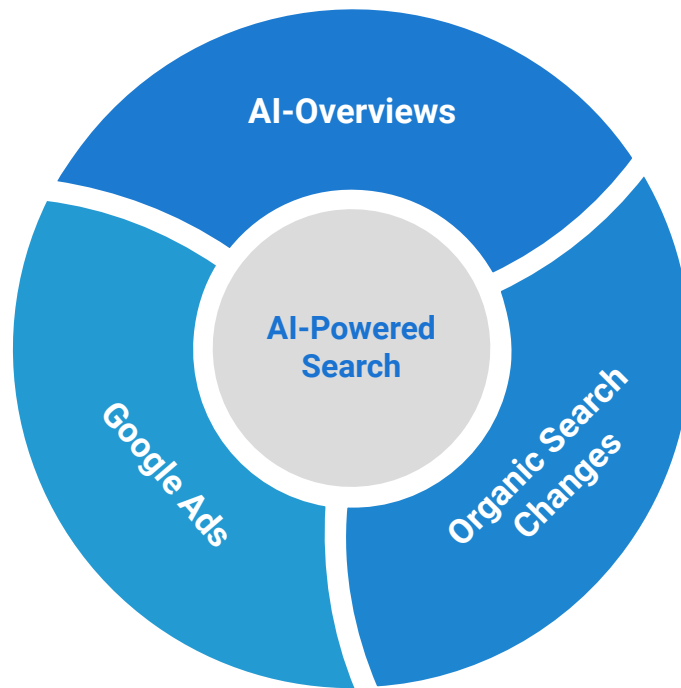 AI-Overviews
AI-Powered
Search
Organic Search
Changes
Google Ads